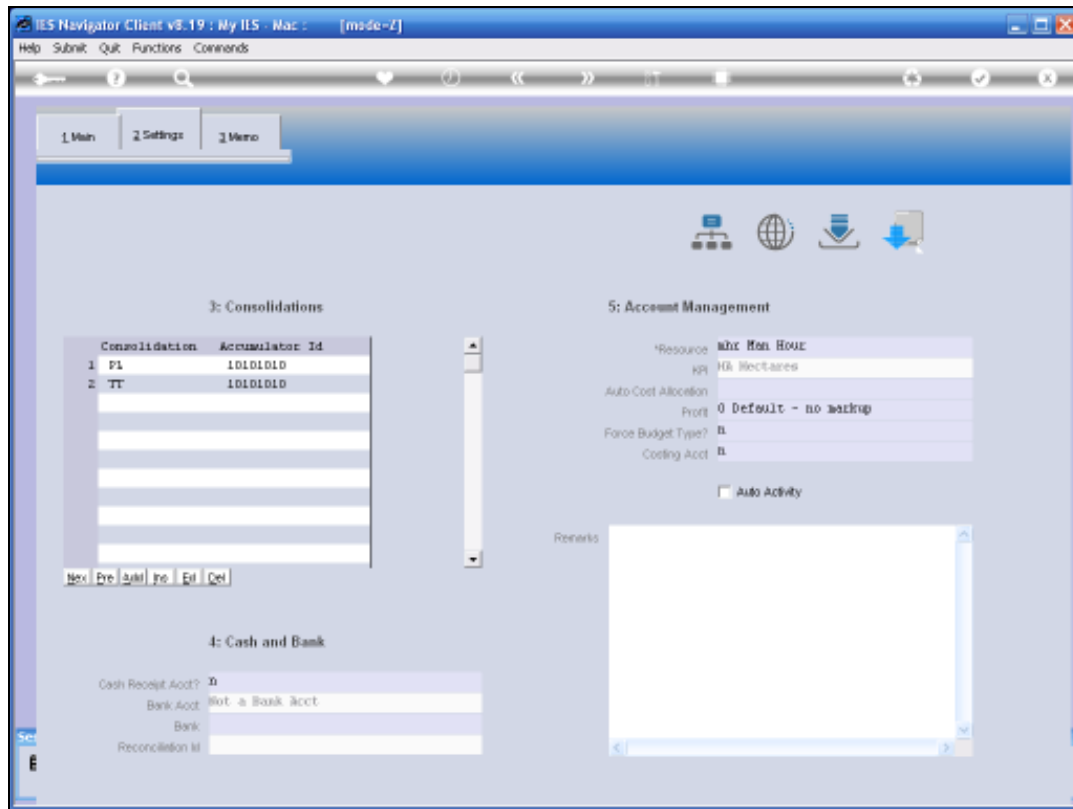 IES Navigator Client v8.19 : My IES - Mac : [mode=Z]
Help Submit Quit Functions Commands
1 Main 2 Settings 3 Memo
3: Consolidations
Consolidation Accumulator Id
1 PL 10101010
2 TT 10101010
Nex Pre Add Ins Ed Del
4: Cash and Bank
Cash Receipt Acct? n
Bank Acct Not a Bank Acct
Bank
Reconciliation Id
5: Account Management
*Resource mhr Man Hour
KPI HA Hectares
Auto Cost Allocation
Profit 0 Default - no markup
Force Budget Type? n
Costing Acct n
Auto Activity
Remarks